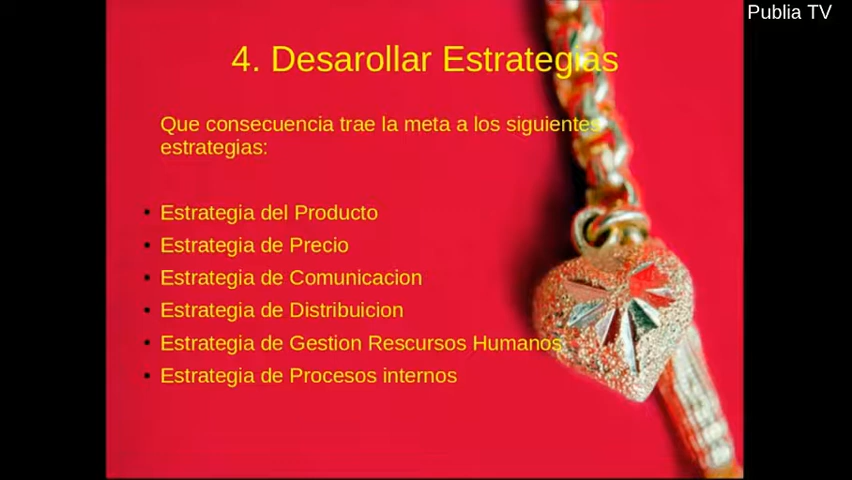 Publia TV
4. Desarollar Estrategias
Que consecuencia trae la meta a los siguientes
estrategias:
• Estrategia del Producto
• Estrategia de Precio
• Estrategia de Comunicacion
• Estrategia de Distribuicion
• Estrategia de Gestion Rescursos Humanos
• Estrategia de Procesos internos